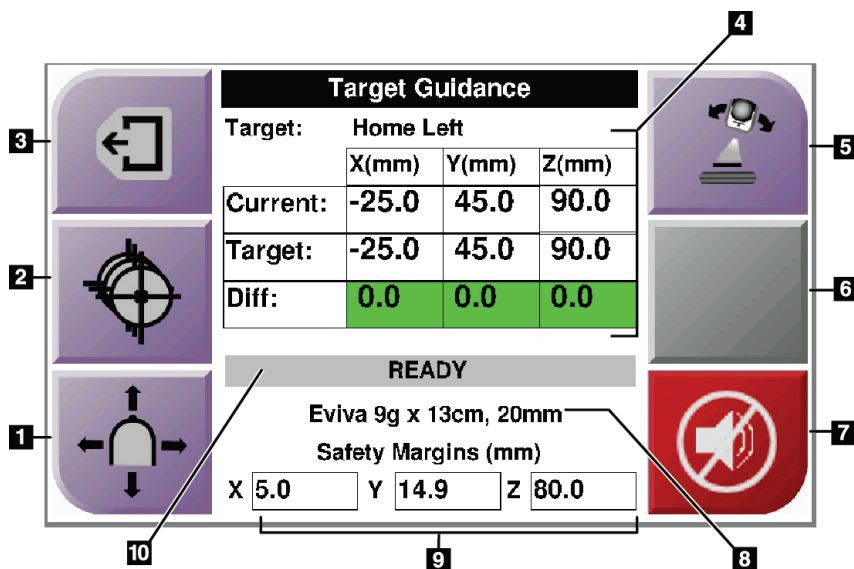 4
Target Guidance
Target: Home Left
X(mm) Y(mm) Z(mm)
Current: -25.0 45.0 90.0
Target: -25.0 45.0 90.0
Diff: 0.0 0.0 0.0
READY
Eviva 9g x 13cm, 20mm
Safety Margins (mm)
X 5.0 Y 14.9 Z 80.0
3
2
1
5
6
7
10
9
8